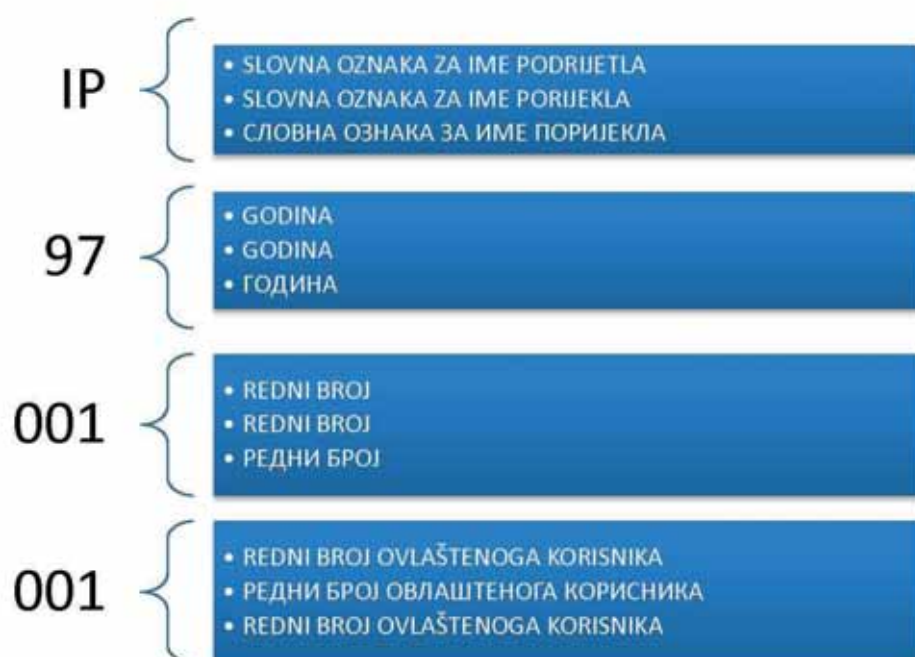 IP
• SLOVNA OZNAKA ZA IME PODRIJETLA
• SLOVNA OZNAKA ZA IME PORIJEKLA
• СЛОВНА ОЗНАКА ЗА ИМЕ ПОРИЈЕКЛА
97
• GODINA
• GODINA
• ГОДИНА
001
• REDNI BROJ
• REDNI BROJ
• РЕДНИ БРОЈ
001
• REDNI BROJ OVLAŠTENOGA KORISNIKA
• РЕДНИ БРОЈ ОВЛАШТЕНОГА КОРИСНИКА
• REDNI BROJ OVLAŠTENOGA KORISNIKA